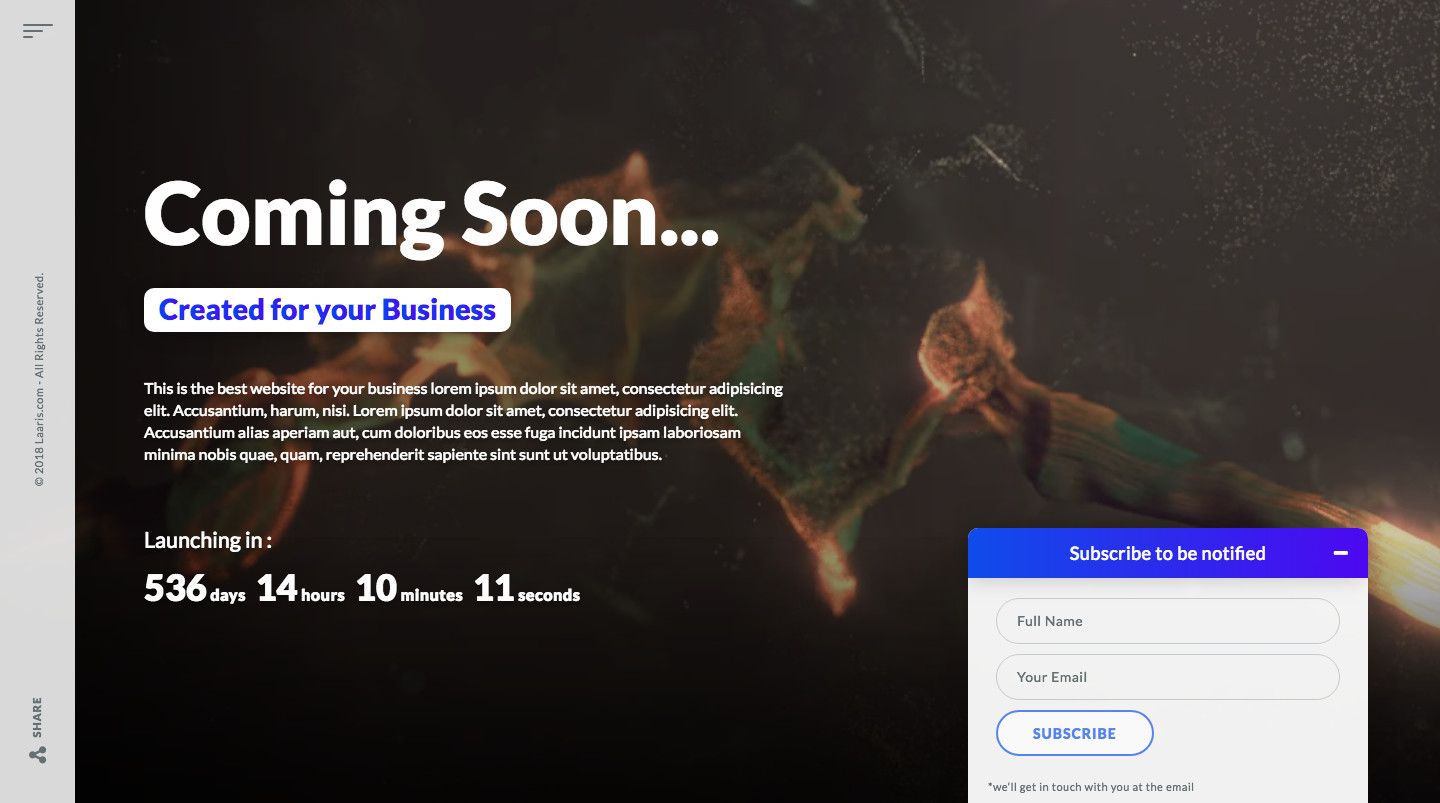 Coming Soon...
Created for your Business
This is the best website for your business lorem ipsum dolor sit amet, consectetur adipisicing
elit. Accusantium, harum, nisi. Lorem ipsum dolor sit amet, consectetur adipisicing elit.
Accusantium alias aperiam aut, cum doloribus eos esse fuga incidunt ipsam laboriosam
minima nobis quae, quam, reprehenderit sapiente sint sunt ut voluptatibus.
Launching in :
536 days 14 hours 10 minutes 11 seconds
© 2018 Laaris.com - All Rights Reserved.
SHARE
Subscribe to be notified
Full Name
Your Email
SUBSCRIBE
*we'll get in touch with you at the email